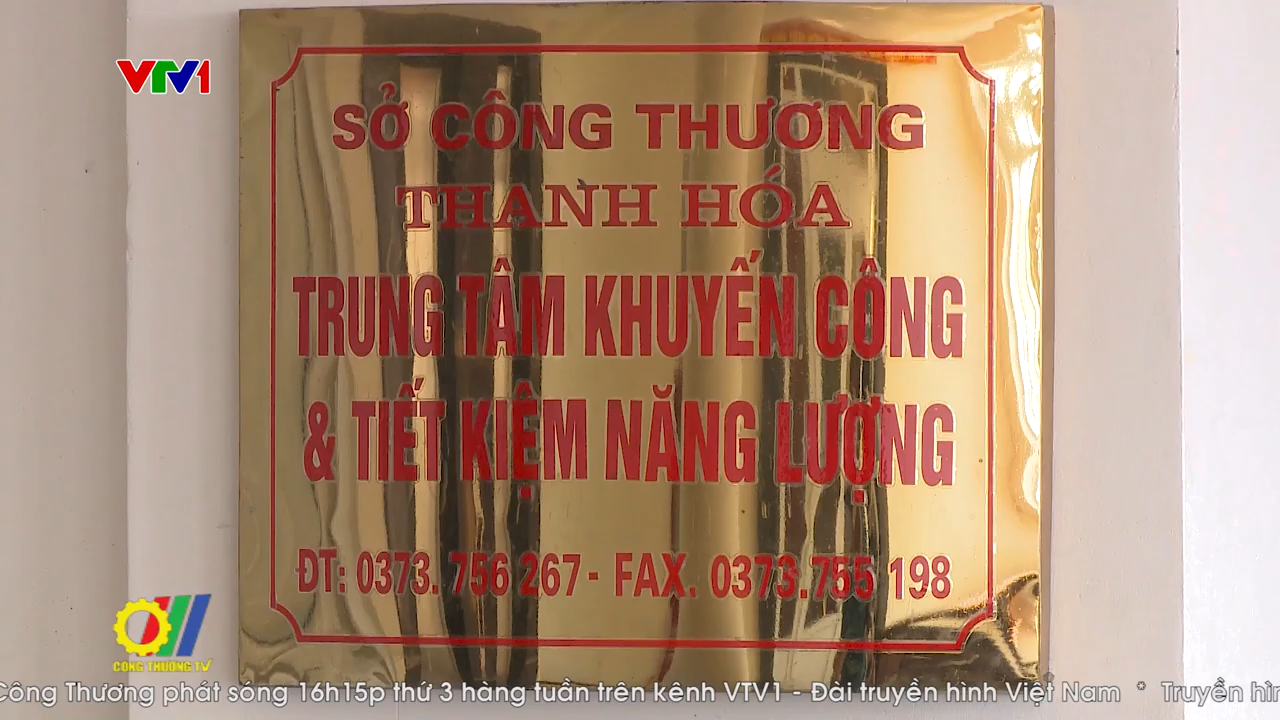 VTV1
SỞ CÔNG THƯƠNG
THANH HÓA
TRUNG TÂM KHUYẾN CÔNG
& TIẾT KIỆM NĂNG LƯỢNG
ĐT: 0373. 756 267 - FAX. 0373.755 198
CÔNG THƯƠNG TV
Công Thương phát sóng 16h15p thứ 3 hàng tuần trên kênh VTV1 - Đài truyền hình Việt Nam * Truyền